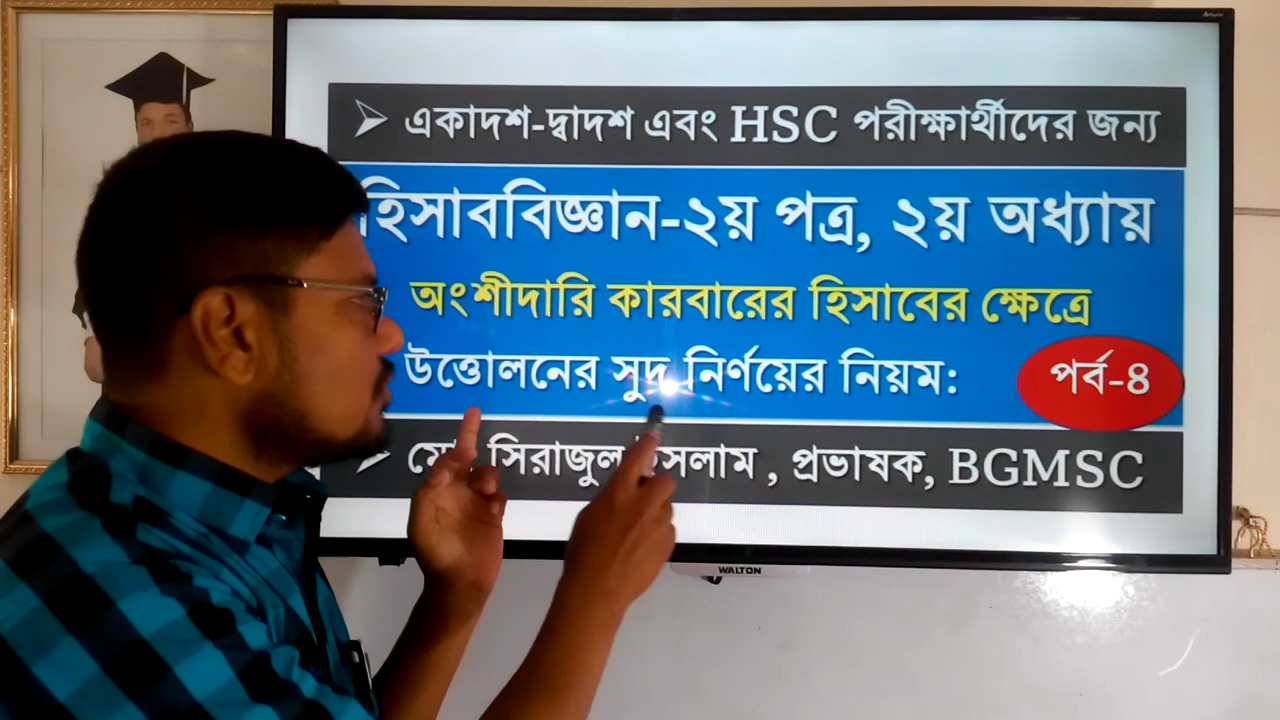 একাদশ-দ্বাদশ এবং HSC পরীক্ষার্থীদের জন্য
হিসাববিজ্ঞান-২য় পত্র, ২য় অধ্যায়
অংশীদারি কারবারের হিসাবের ক্ষেত্রে
উত্তোলনের সুদ নির্ণয়ের নিয়ম:
পর্ব-৪
সিরাজুল ইসলাম , প্রভাষক, BGMSC
WALTON